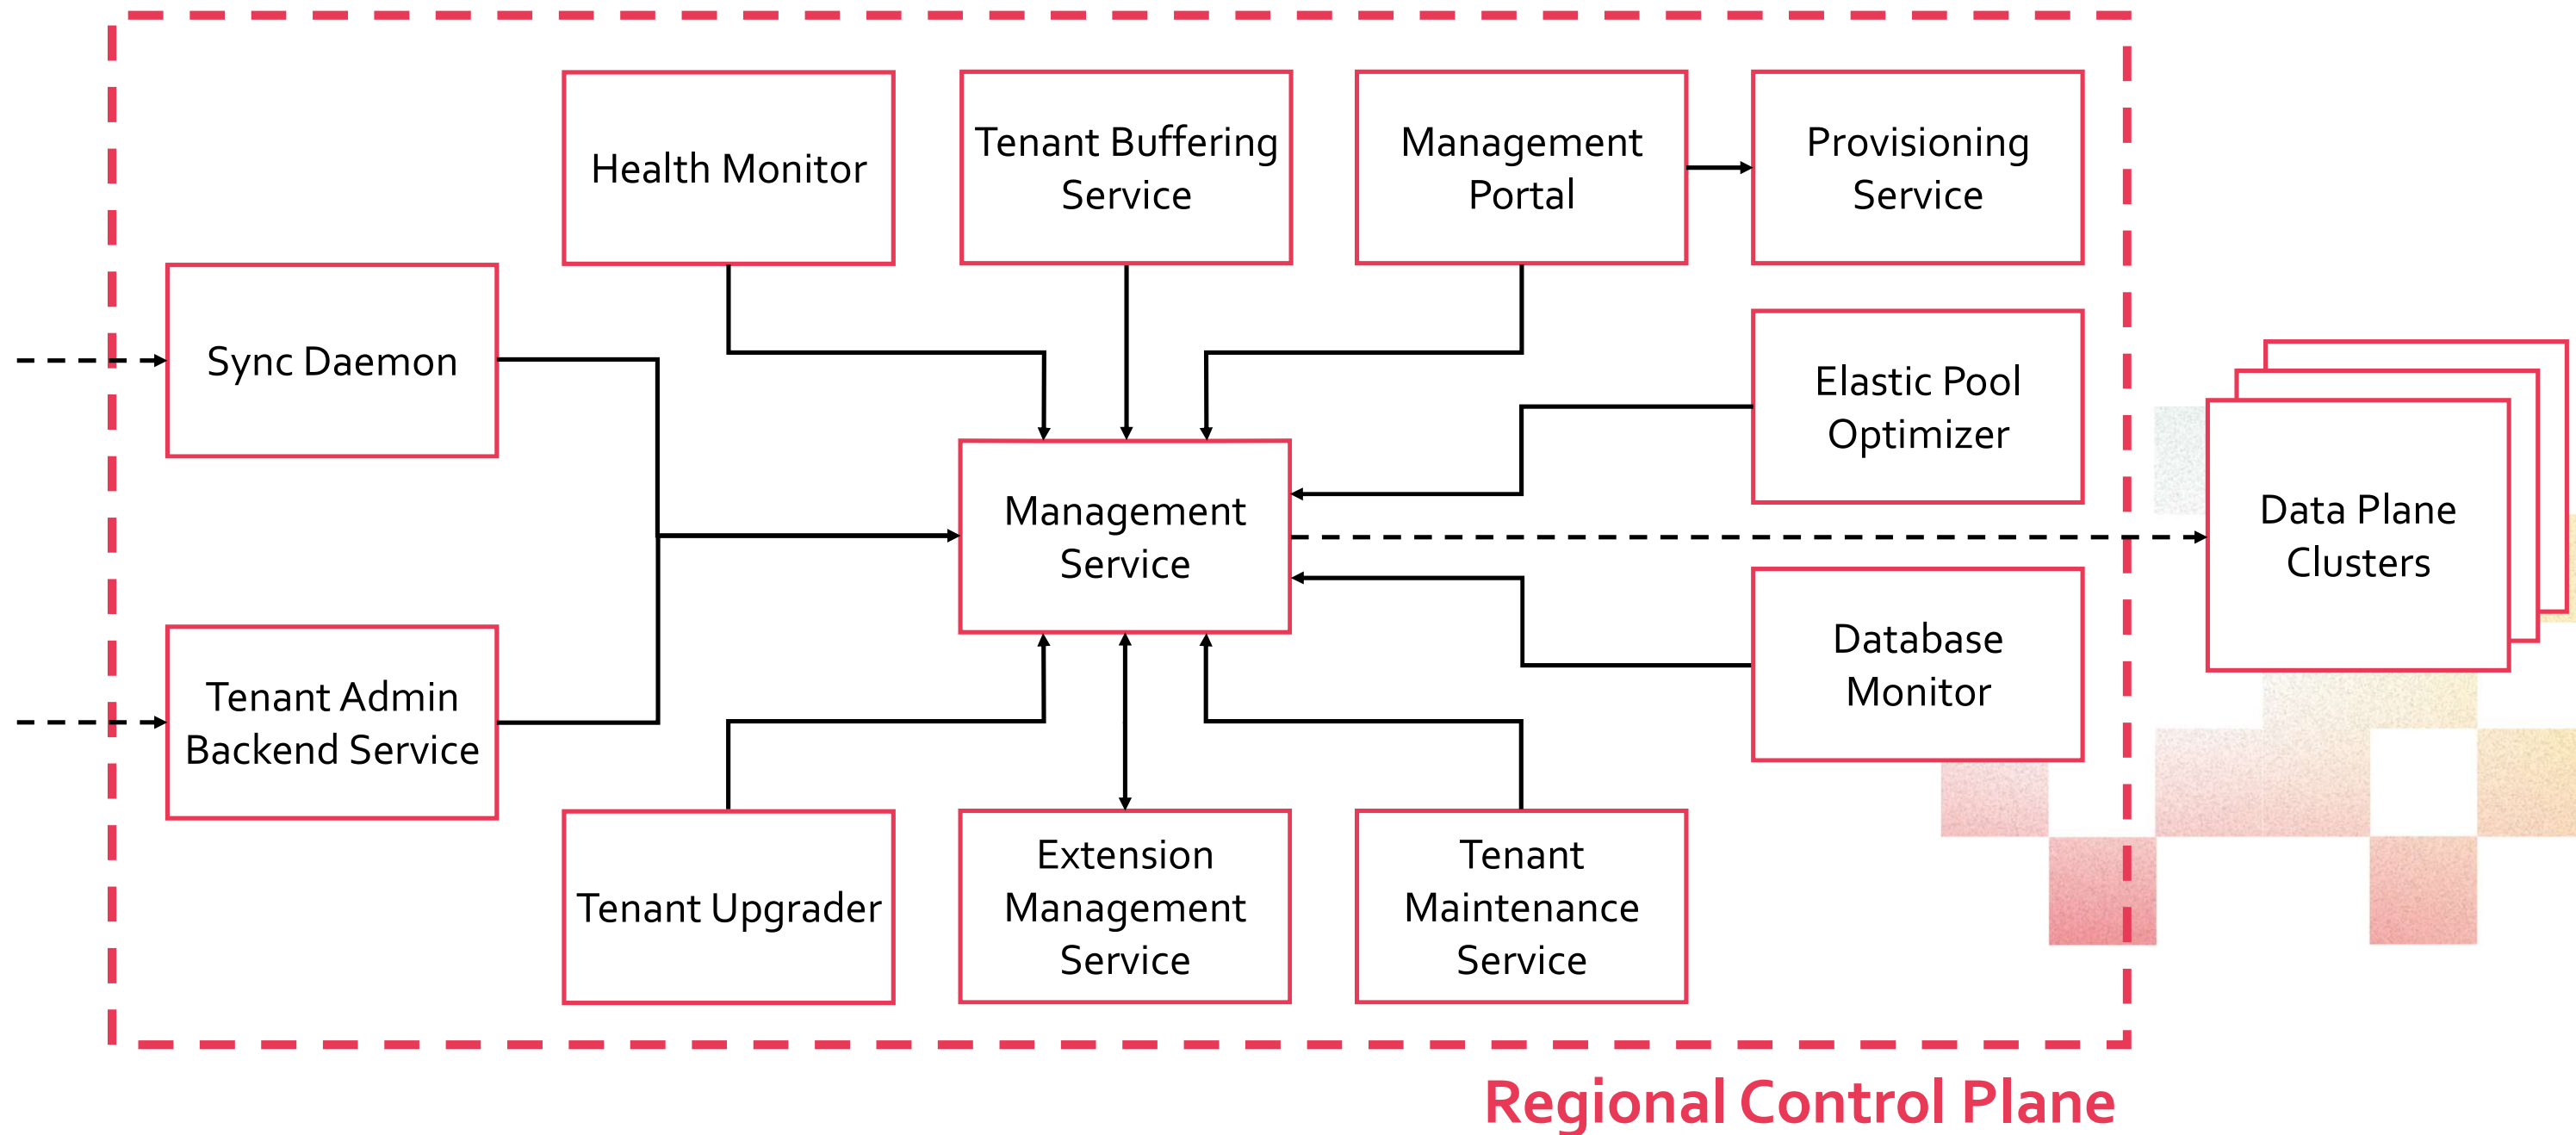 Health Monitor
Tenant Buffering
Service
Management
Portal
Provisioning
Service
Sync Daemon
Elastic Pool
Optimizer
Management
Service
Data Plane
Clusters
Tenant Admin
Backend Service
Database
Monitor
Tenant Upgrader
Extension
Management
Service
Tenant
Maintenance
Service
Regional Control Plane